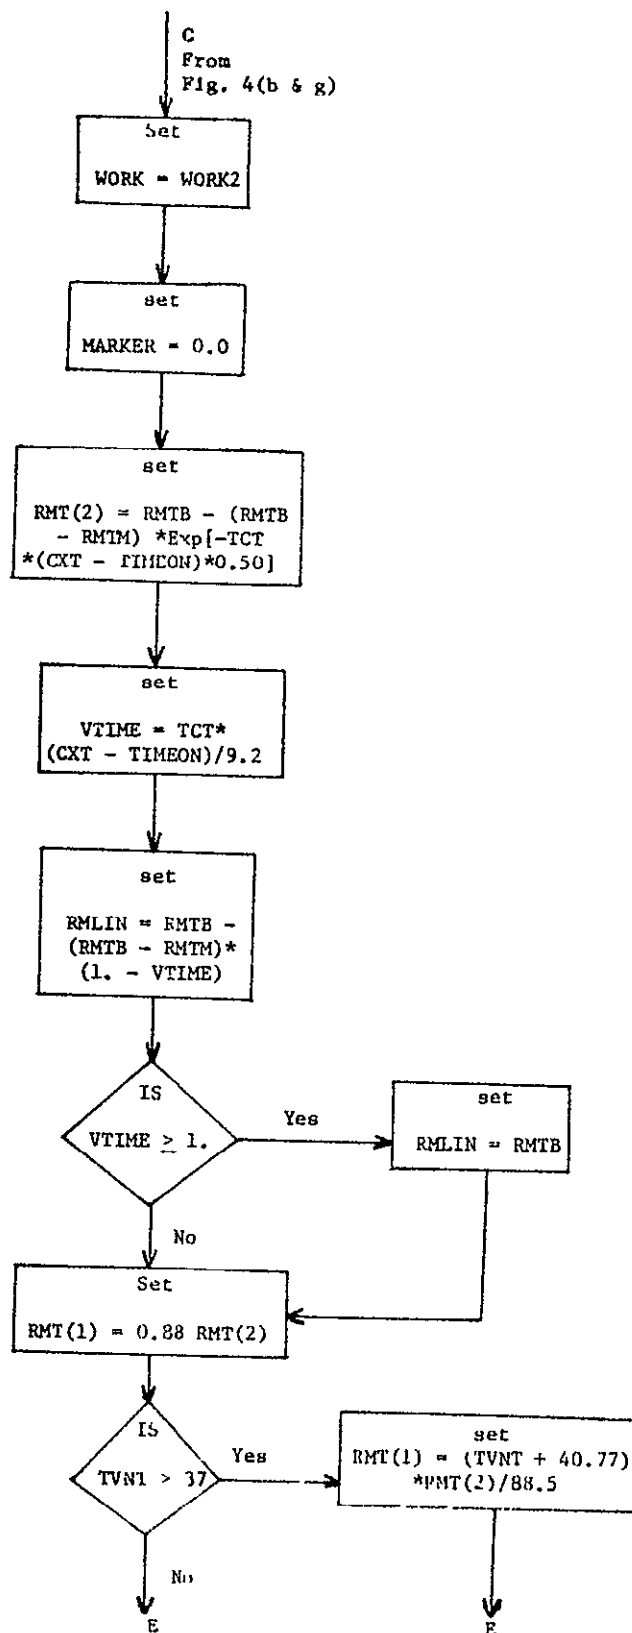 C
From
Fig. 4(b & g)
Set
WORK = WORK2
set
MARKER = 0.0
set
RMT(2) = RMTB - (RMTB
- RMTM) *Exp[-TCT
*(CXT - TIMEON)*0.50]
set
VTIME = TCT*
(CXT - TIMEON)/9.2
set
RMLIN = RMTB -
(RMTB - RMTM)*
(1. - VTIME)
IS
VTIME ≥ 1.
Yes
set
RMLIN = RMTB
No
Set
RMT(1) = 0.88 RMT(2)
IS
TVNT > 37
Yes
set
RMT(1) = (TVNT + 40.77)
*RMT(2)/88.5
No
E
E